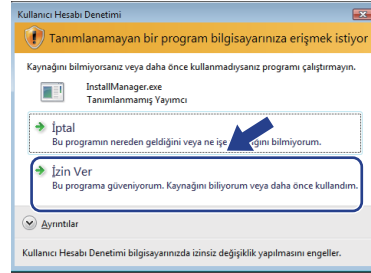 Kullanıcı Hesabı Denetimi
Tanımlanamayan bir program bilgisayarınıza erişmek istiyor
Kaynağını bilmiyorsanız veya daha önce kullanmadıysanız programı çalıştırmayın.
InstallManager.exe
Tanımlanmamış Yayımcı
İptal
Bu programın nereden geldiğini veya ne işe bilmiyorum.
İzin Ver
Bu programa güveniyorum. Kaynağını biliyorum veya daha önce kullandım.
Ayrıntılar
Kullanıcı Hesabı Denetimi bilgisayarınızda izinsiz değişiklik yapılmasını engeller.